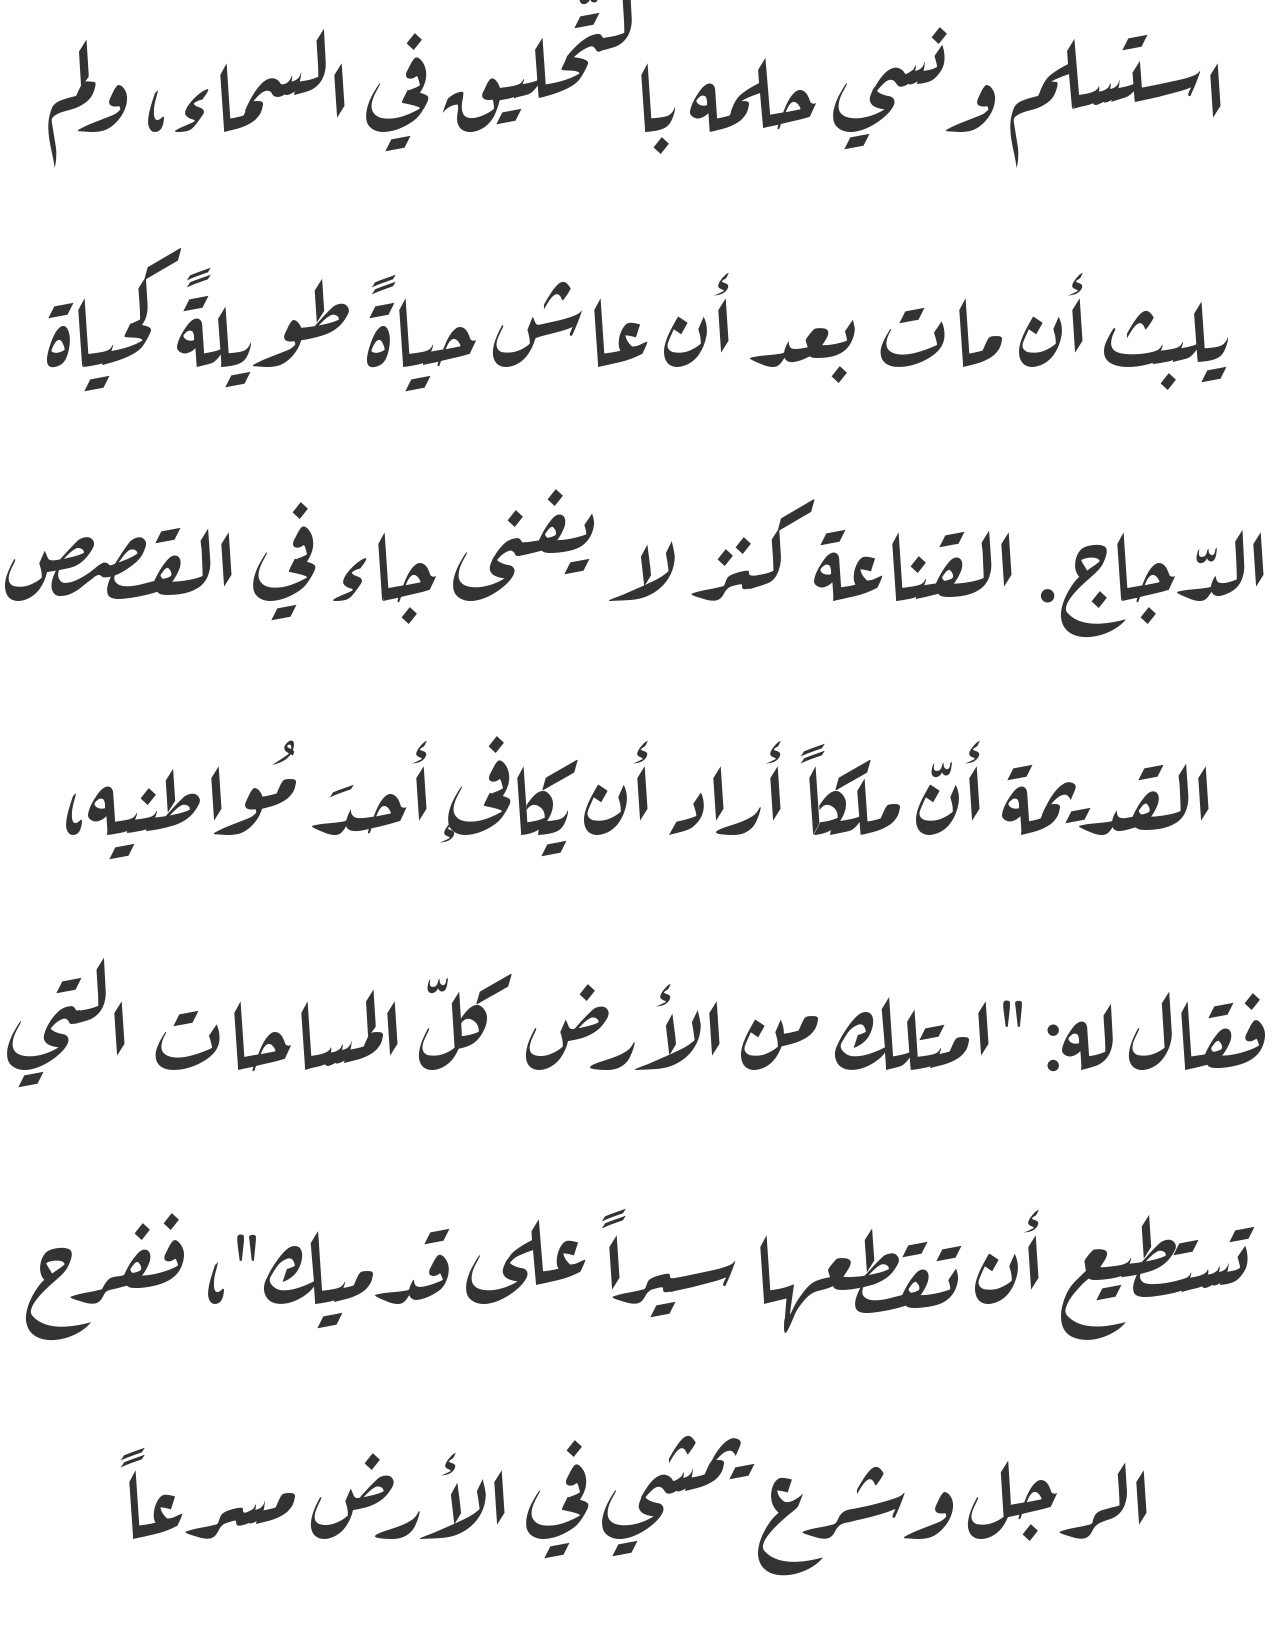 استسلم ونسي حلمه بالتّحليق في السماء، ولم
يلبث أن مات بعد أن عاش حياةً طويلةً كحياة
الدّجاج. القناعة كنز لا يفنى جاء في القصص
القديمة أنّ ملكاً أراد أن يكافئ أحدَ مُواطنيه،
فقال له: "امتلك من الأرض كلّ المساحات التي
تستطيع أن تقطعها سيراً على قدميك"، ففرح
الرجل وشرع يمشي في الأرض مسرعاً